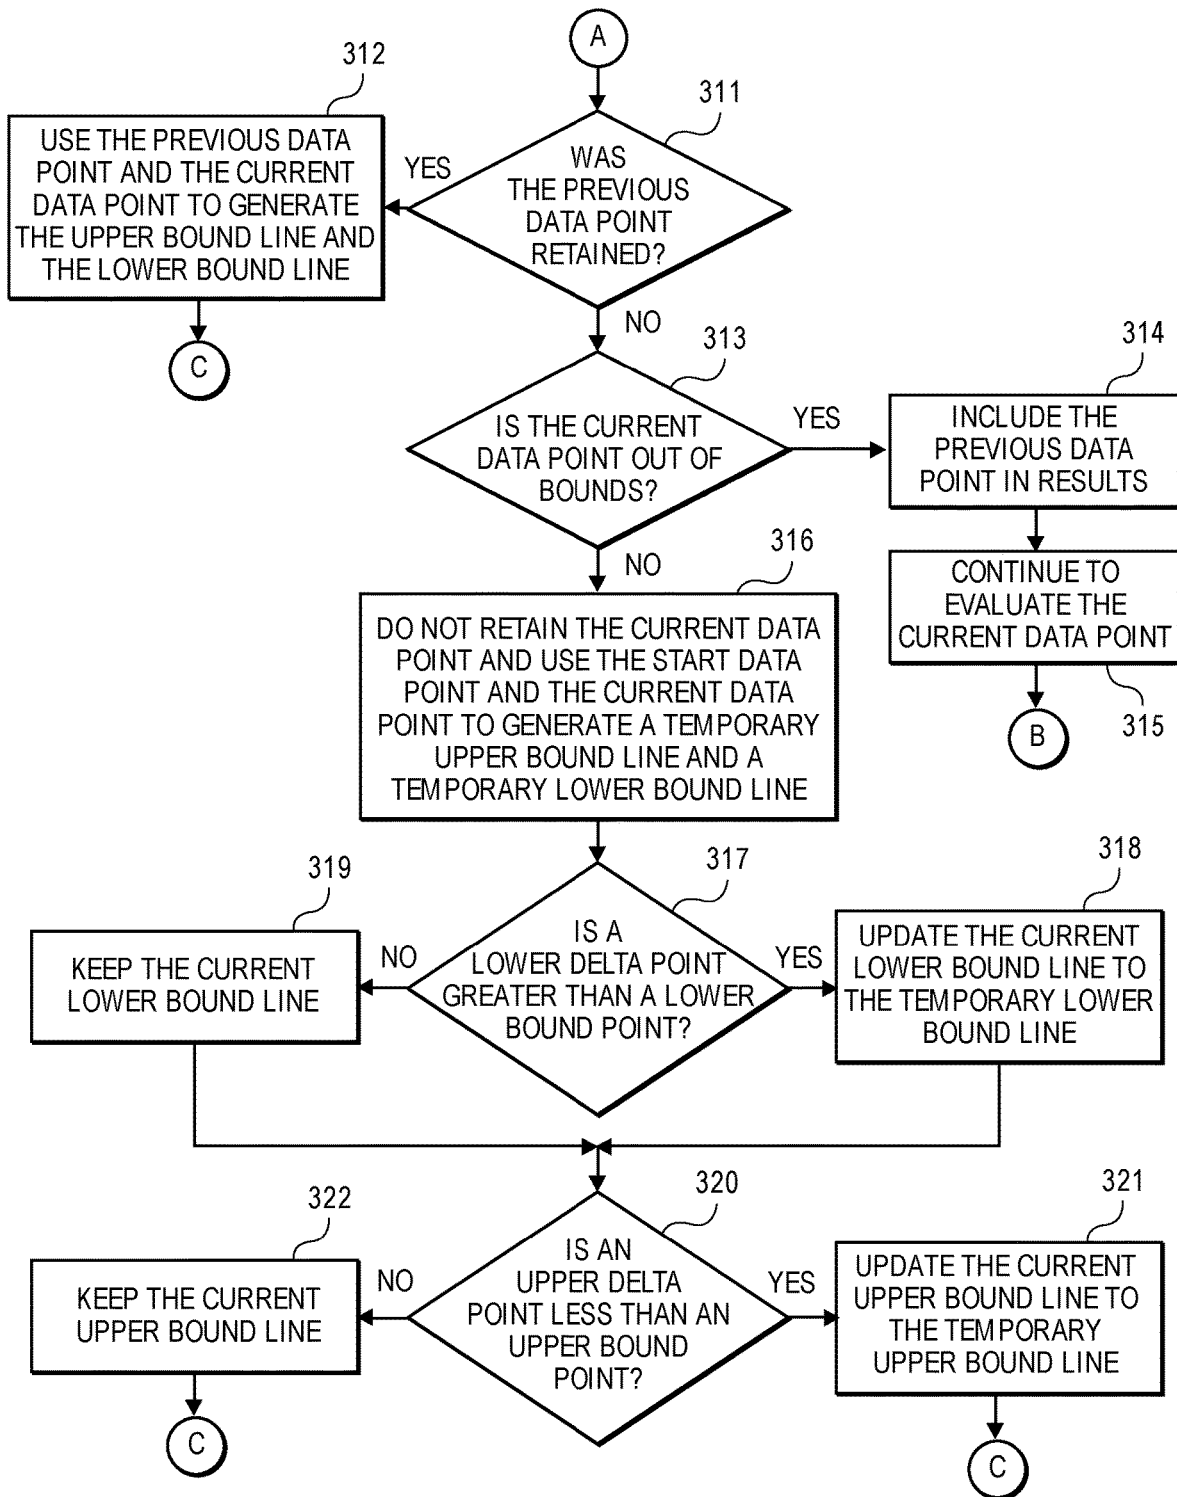 A
312
311
USE THE PREVIOUS DATA
POINT AND THE CURRENT
DATA POINT TO GENERATE
THE UPPER BOUND LINE AND
THE LOWER BOUND LINE
YES
WAS
THE PREVIOUS
DATA POINT
RETAINED?
NO
C
313
314
IS THE CURRENT
DATA POINT OUT OF
BOUNDS?
YES
INCLUDE THE
PREVIOUS DATA
POINT IN RESULTS
NO
316
CONTINUE TO
EVALUATE THE
CURRENT DATA POINT
315
B
DO NOT RETAIN THE CURRENT DATA
POINT AND USE THE START DATA
POINT AND THE CURRENT DATA
POINT TO GENERATE A TEMPORARY
UPPER BOUND LINE AND A
TEMPORARY LOWER BOUND LINE
319
317
318
KEEP THE CURRENT
LOWER BOUND LINE
NO
IS A
LOWER DELTA POINT
GREATER THAN A LOWER
BOUND POINT?
YES
UPDATE THE CURRENT
LOWER BOUND LINE TO
THE TEMPORARY LOWER
BOUND LINE
322
320
321
KEEP THE CURRENT
UPPER BOUND LINE
NO
IS AN
UPPER DELTA
POINT LESS THAN AN
UPPER BOUND
POINT?
YES
UPDATE THE CURRENT
UPPER BOUND LINE TO
THE TEMPORARY
UPPER BOUND LINE
C
C